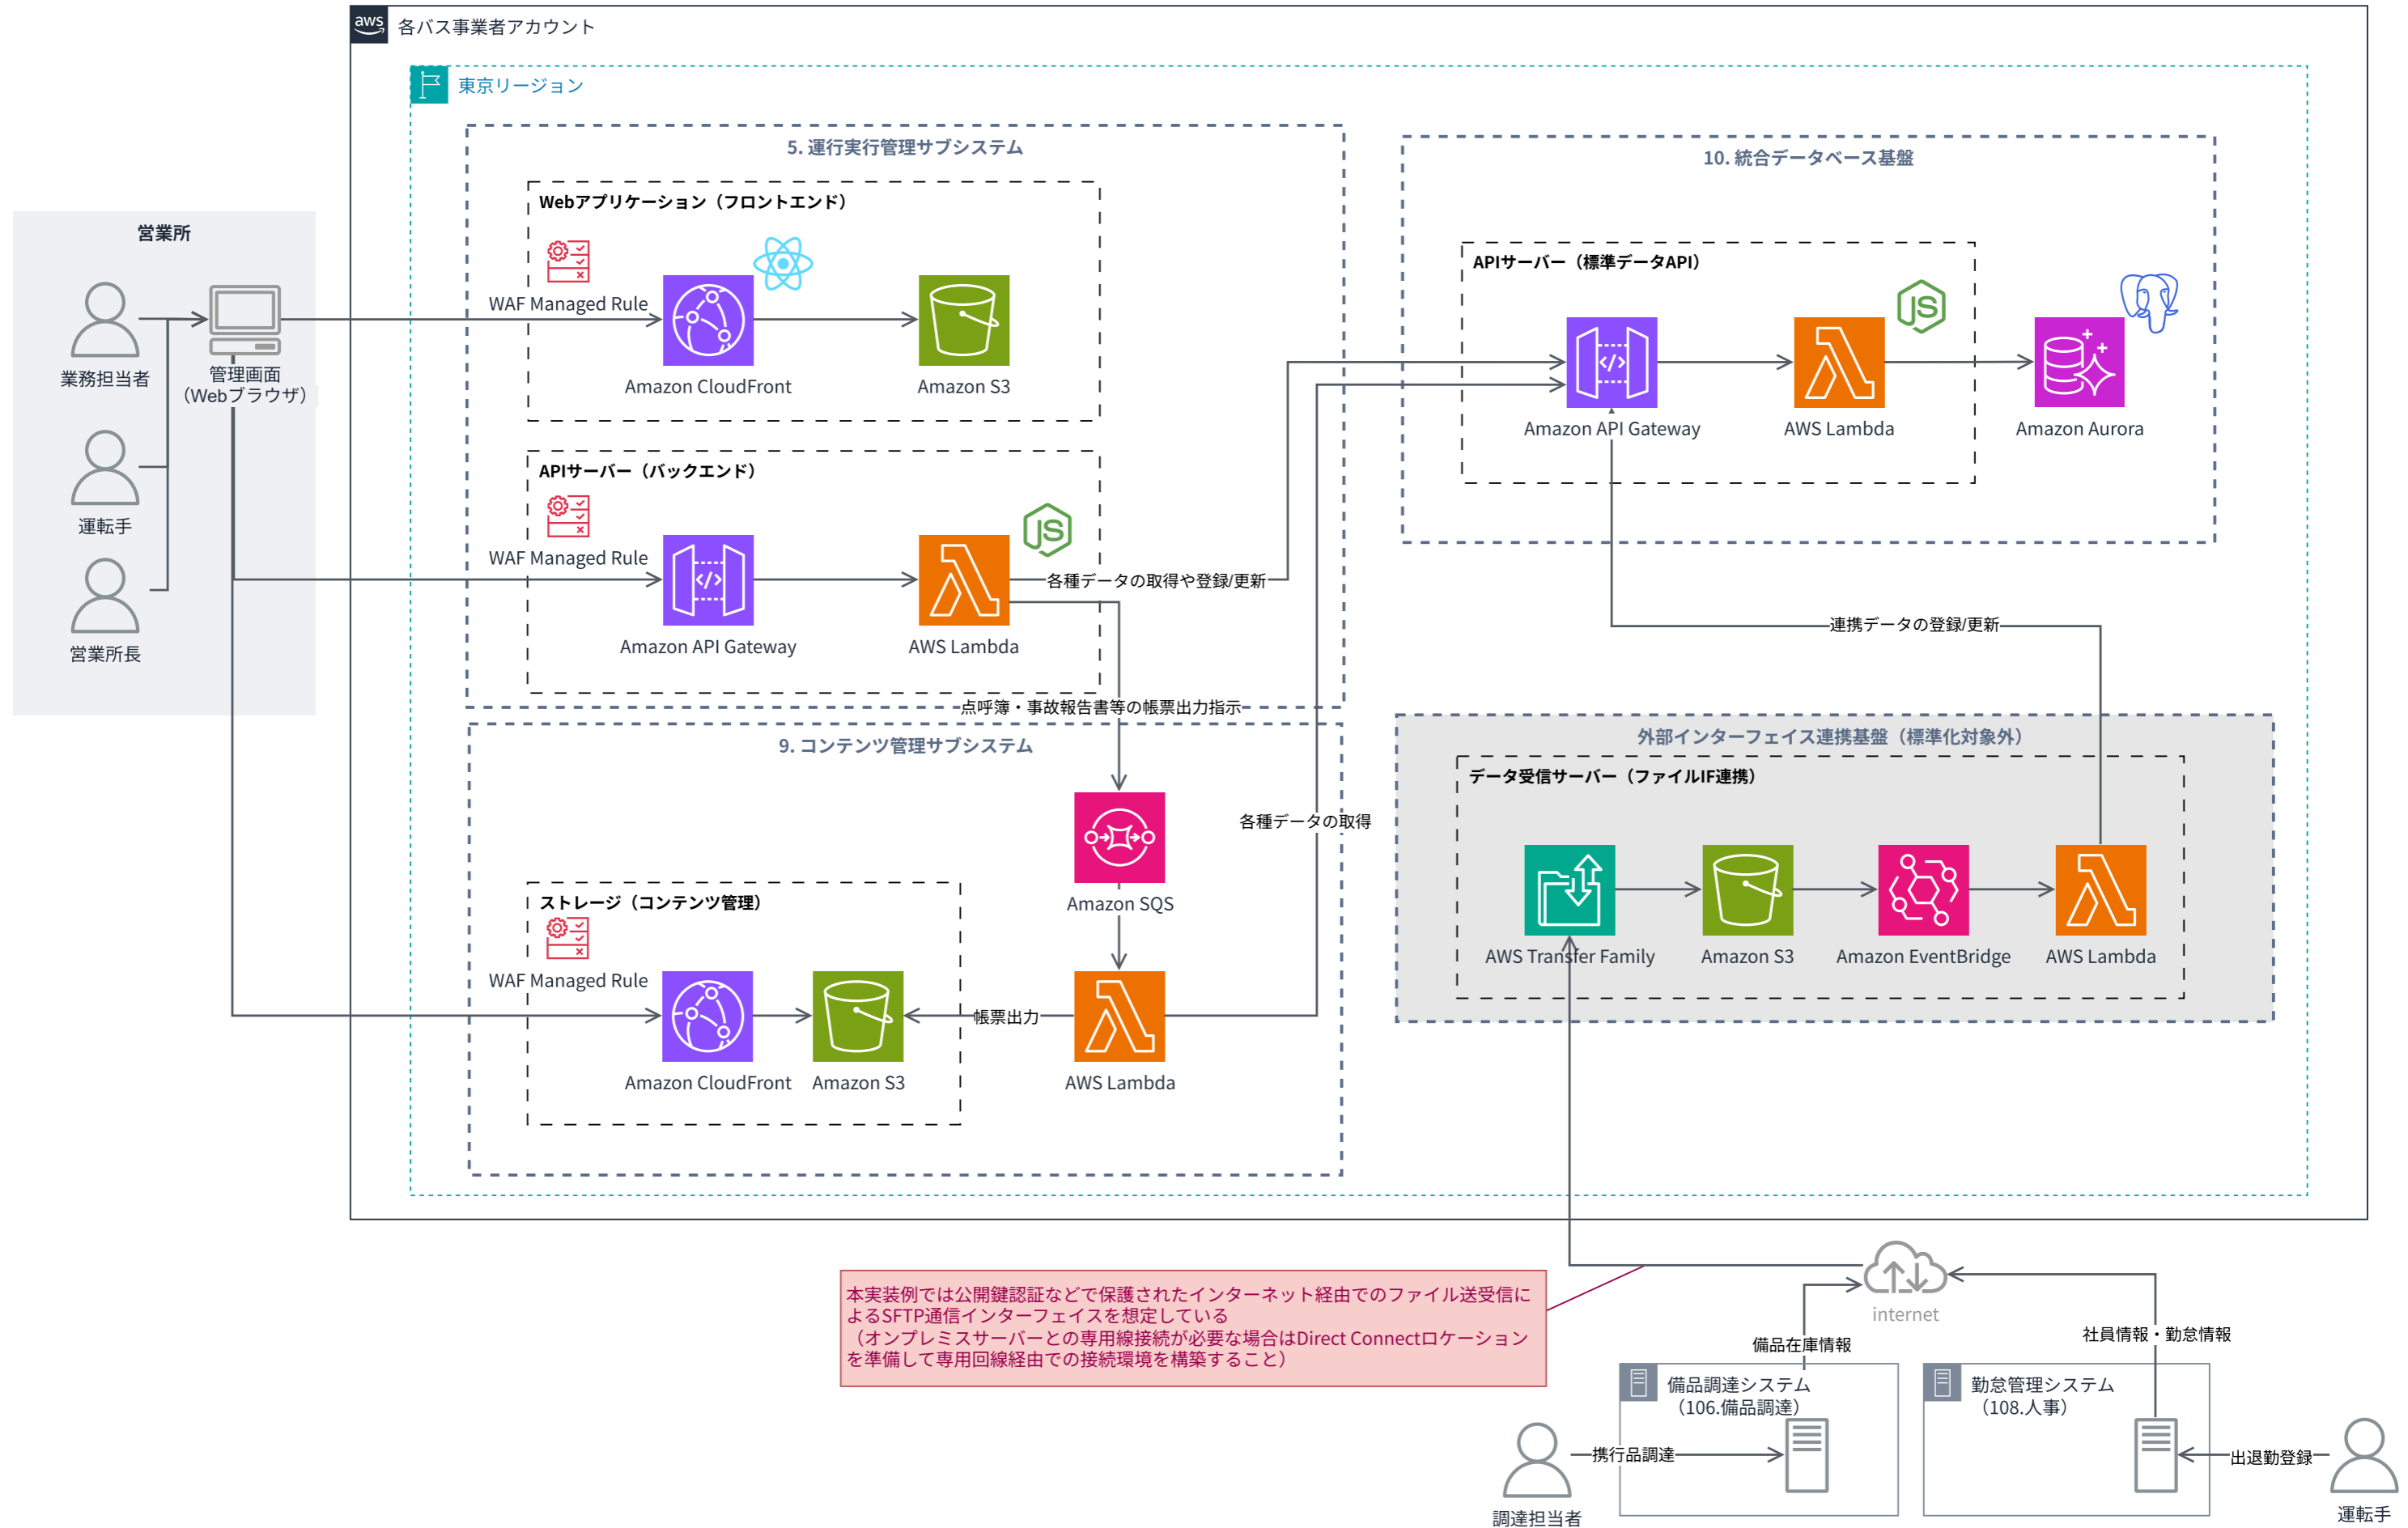 aws
各バス事業者アカウント
東京リージョン
営業所
業務担当者
運転手
営業所長
管理画面
（Webブラウザ）
5. 運行実行管理サブシステム
Webアプリケーション（フロントエンド）
WAF Managed Rule
Amazon CloudFront
Amazon S3
APIサーバー（バックエンド）
WAF Managed Rule
JS
Amazon API Gateway
AWS Lambda
各種データの取得や登録/更新
点呼簿・事故報告書等の帳票出力指示
9. コンテンツ管理サブシステム
Amazon SQS
各種データの取得
ストレージ（コンテンツ管理）
WAF Managed Rule
Amazon CloudFront
Amazon S3
帳票出力
AWS Lambda
10. 統合データベース基盤
APIサーバー（標準データAPI）
JS
Amazon API Gateway
AWS Lambda
Amazon Aurora
連携データの登録/更新
外部インターフェイス連携基盤（標準化対象外）
データ受信サーバー（ファイルIF連携）
AWS Transfer Family
Amazon S3
Amazon EventBridge
AWS Lambda
本実装例では公開鍵認証などで保護されたインターネット経由でのファイル送受信に
よるSFTP通信インターフェイスを想定している
（オンプレミスサーバーとの専用線接続が必要な場合はDirect Connectロケーション
を準備して専用回線経由での接続環境を構築すること）
internet
備品在庫情報
社員情報・勤怠情報
備品調達システム
（106.備品調達）
勤怠管理システム
（108.人事）
携行品調達
調達担当者
出退勤登録
運転手